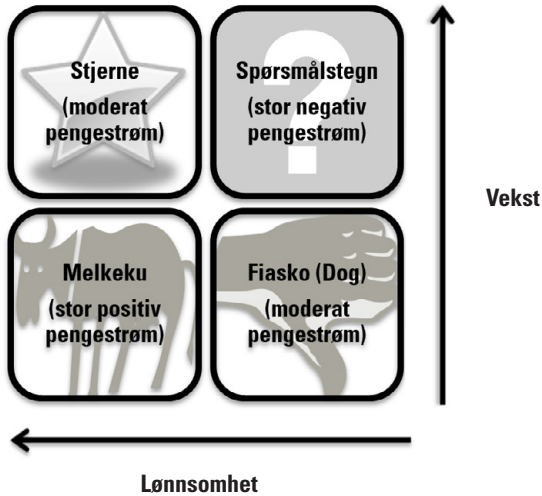 Stjerne
(moderat
pengestrøm)
Spørsmålstegn
(stor negativ
pengestrøm)
Melkeku
(stor positiv
pengestrøm)
Fiasko (Dog)
(moderat
pengestrøm)
Vekst
Lønnsomhet